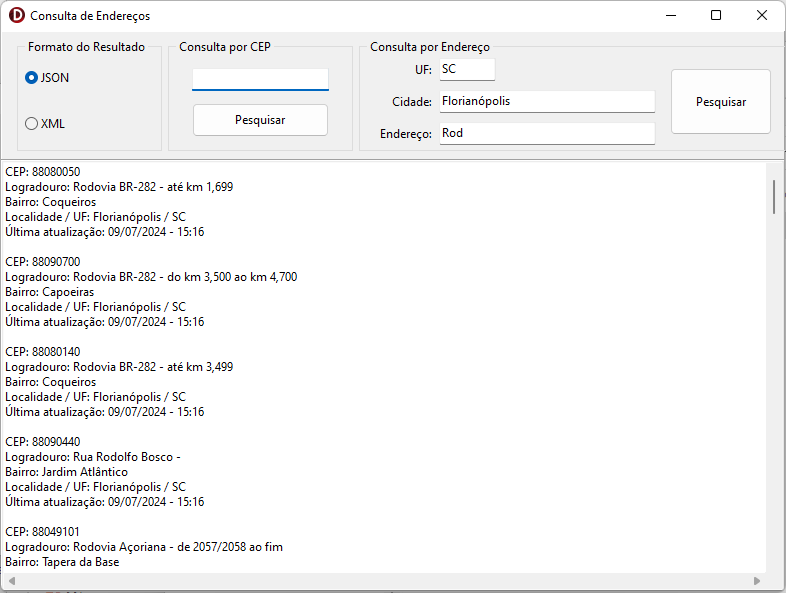 Consulta de Endereços
Formato do Resultado
JSON
XML
Consulta por CEP
Pesquisar
Consulta por Endereço
UF: SC
Cidade: Florianópolis
Endereço: Rod
Pesquisar
CEP: 88080050
Logradouro: Rodovia BR-282 - até km 1,699
Bairro: Coqueiros
Localidade / UF: Florianópolis / SC
Última atualização: 09/07/2024 - 15:16
CEP: 88090700
Logradouro: Rodovia BR-282 - do km 3,500 ao km 4,700
Bairro: Capoeiras
Localidade / UF: Florianópolis / SC
Última atualização: 09/07/2024 - 15:16
CEP: 88080140
Logradouro: Rodovia BR-282 - até km 3,499
Bairro: Coqueiros
Localidade / UF: Florianópolis / SC
Última atualização: 09/07/2024 - 15:16
CEP: 88090440
Logradouro: Rua Rodolfo Bosco -
Bairro: Jardim Atlântico
Localidade / UF: Florianópolis / SC
Última atualização: 09/07/2024 - 15:16
CEP: 88049101
Logradouro: Rodovia Açoriana - de 2057/2058 ao fim
Bairro: Tapera da Base